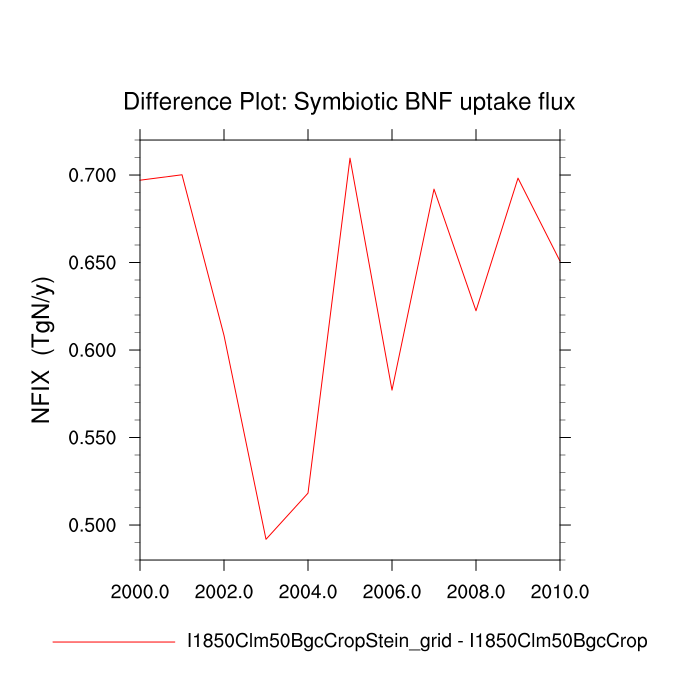 Difference Plot: Symbiotic BNF uptake flux
NFIX (TgN/y)
0.700
0.650
0.600
0.550
0.500
2000.0 2002.0 2004.0 2006.0 2008.0 2010.0
I1850Clm50BgcCropStein_grid - I1850Clm50BgcCrop